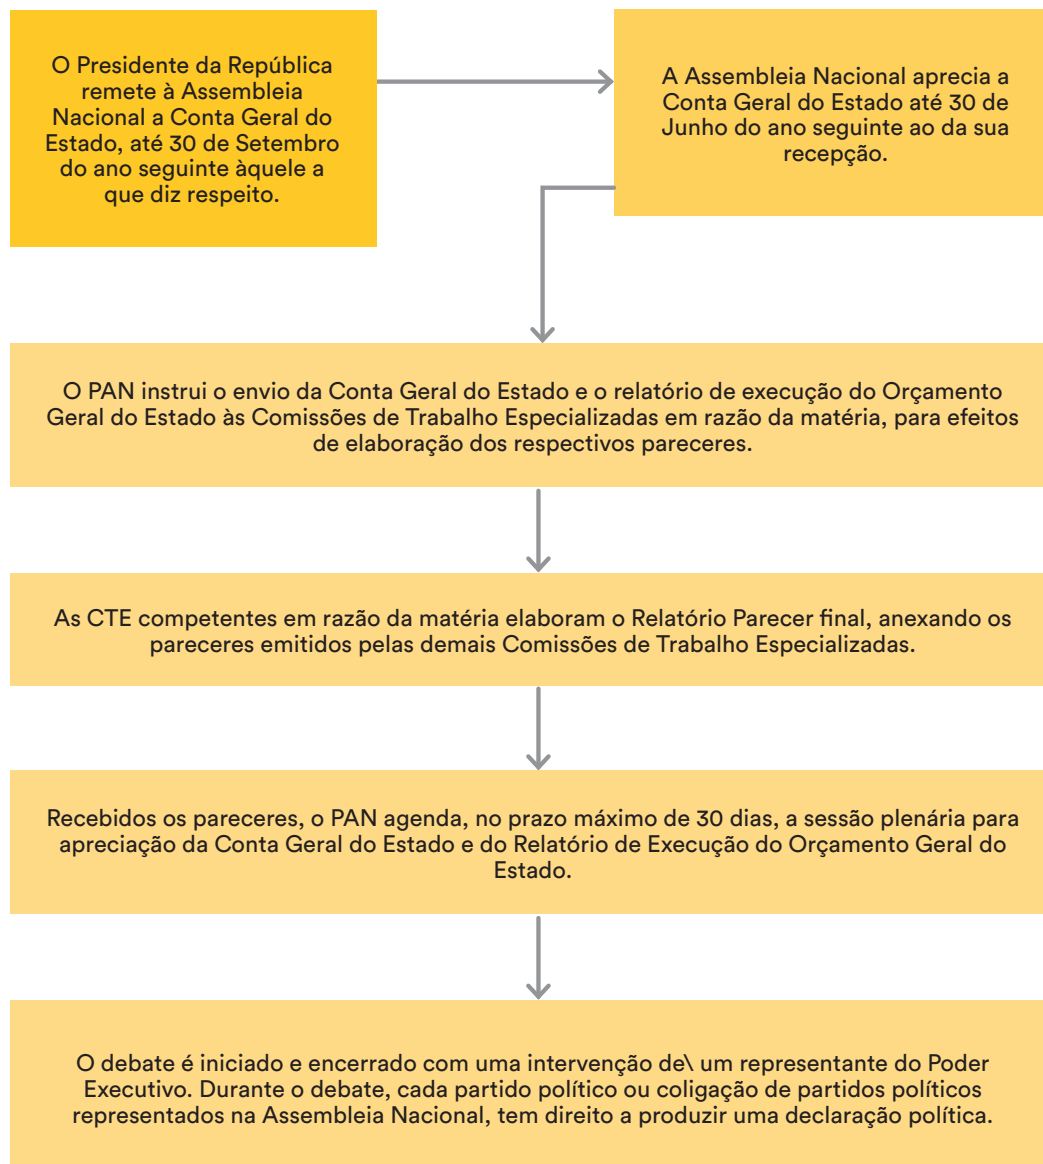 O Presidente da República
remete à Assembleia
Nacional a Conta Geral do
Estado, até 30 de Setembro
do ano seguinte àquele a
que diz respeito.
A Assembleia Nacional aprecia a
Conta Geral do Estado até 30 de
Junho do ano seguinte ao da sua
recepção.
O PAN instrui o envio da Conta Geral do Estado e o relatório de execução do Orçamento
Geral do Estado às Comissões de Trabalho Especializadas em razão da matéria, para efeitos
de elaboração dos respectivos pareceres.
As CTE competentes em razão da matéria elaboram o Relatório Parecer final, anexando os
pareceres emitidos pelas demais Comissões de Trabalho Especializadas.
Recebidos os pareceres, o PAN agenda, no prazo máximo de 30 dias, a sessão plenária para
apreciação da Conta Geral do Estado e do Relatório de Execução do Orçamento Geral do
Estado.
O debate é iniciado e encerrado com uma intervenção de\ um representante do Poder
Executivo. Durante o debate, cada partido político ou coligação de partidos políticos
representados na Assembleia Nacional, tem direito a produzir uma declaração política.